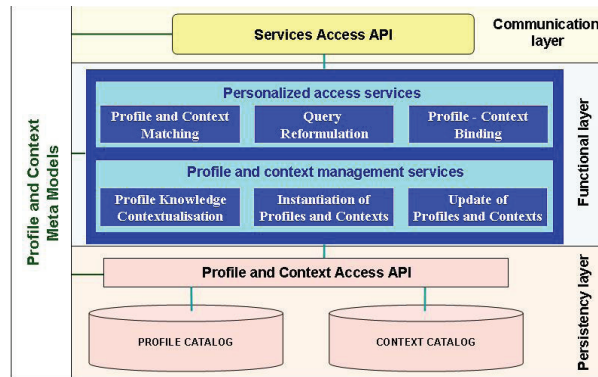 Profile and Context
Meta Models
Services Access API
Communication
layer
Personalized access services
Profile and Context
Matching
Query
Reformulation
Profile - Context
Binding
Profile and context management services
Profile Knowledge
Contextualisation
Instantiation of
Profiles and Contexts
Update of
Profiles and Contexts
Functional layer
Profile and Context Access API
PROFILE CATALOG
CONTEXT CATALOG
Persistency layer